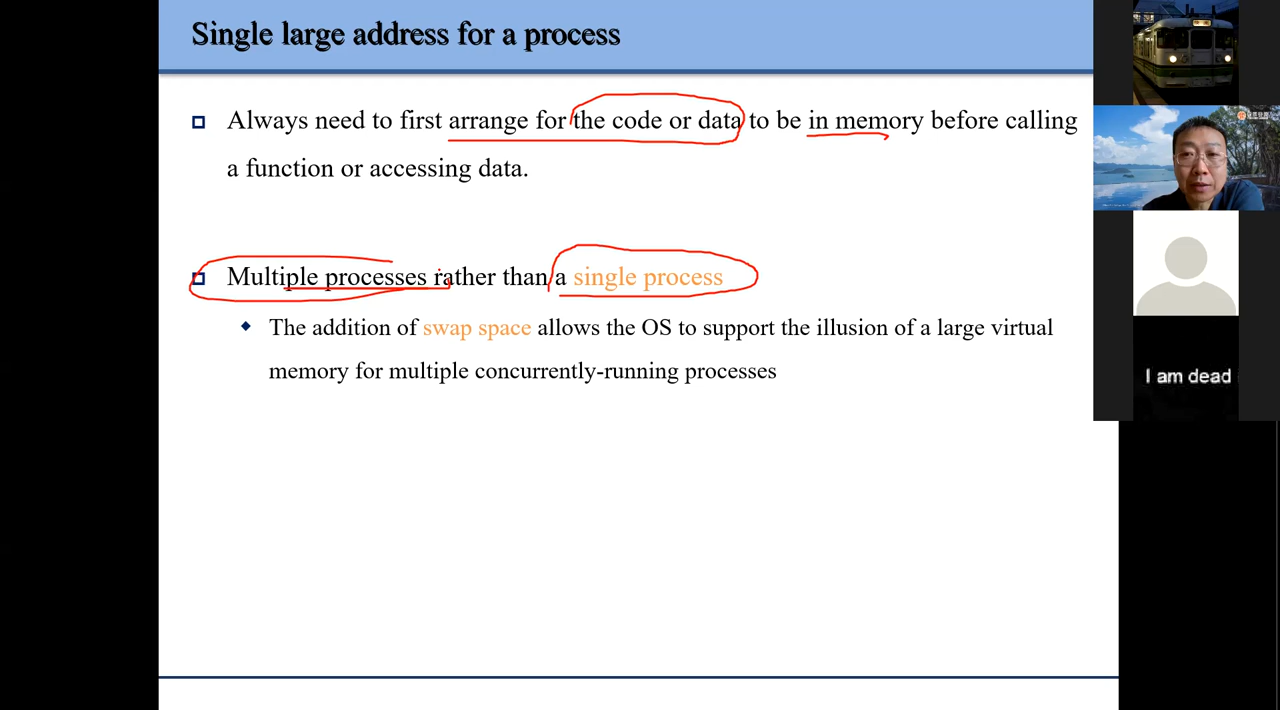 Single large address for a process
Always need to first arrange for the code or data to be in memory before calling
a function or accessing data.
Multiple processes rather than a single process
The addition of swap space allows the OS to support the illusion of a large virtual
memory for multiple concurrently-running processes
I am dead